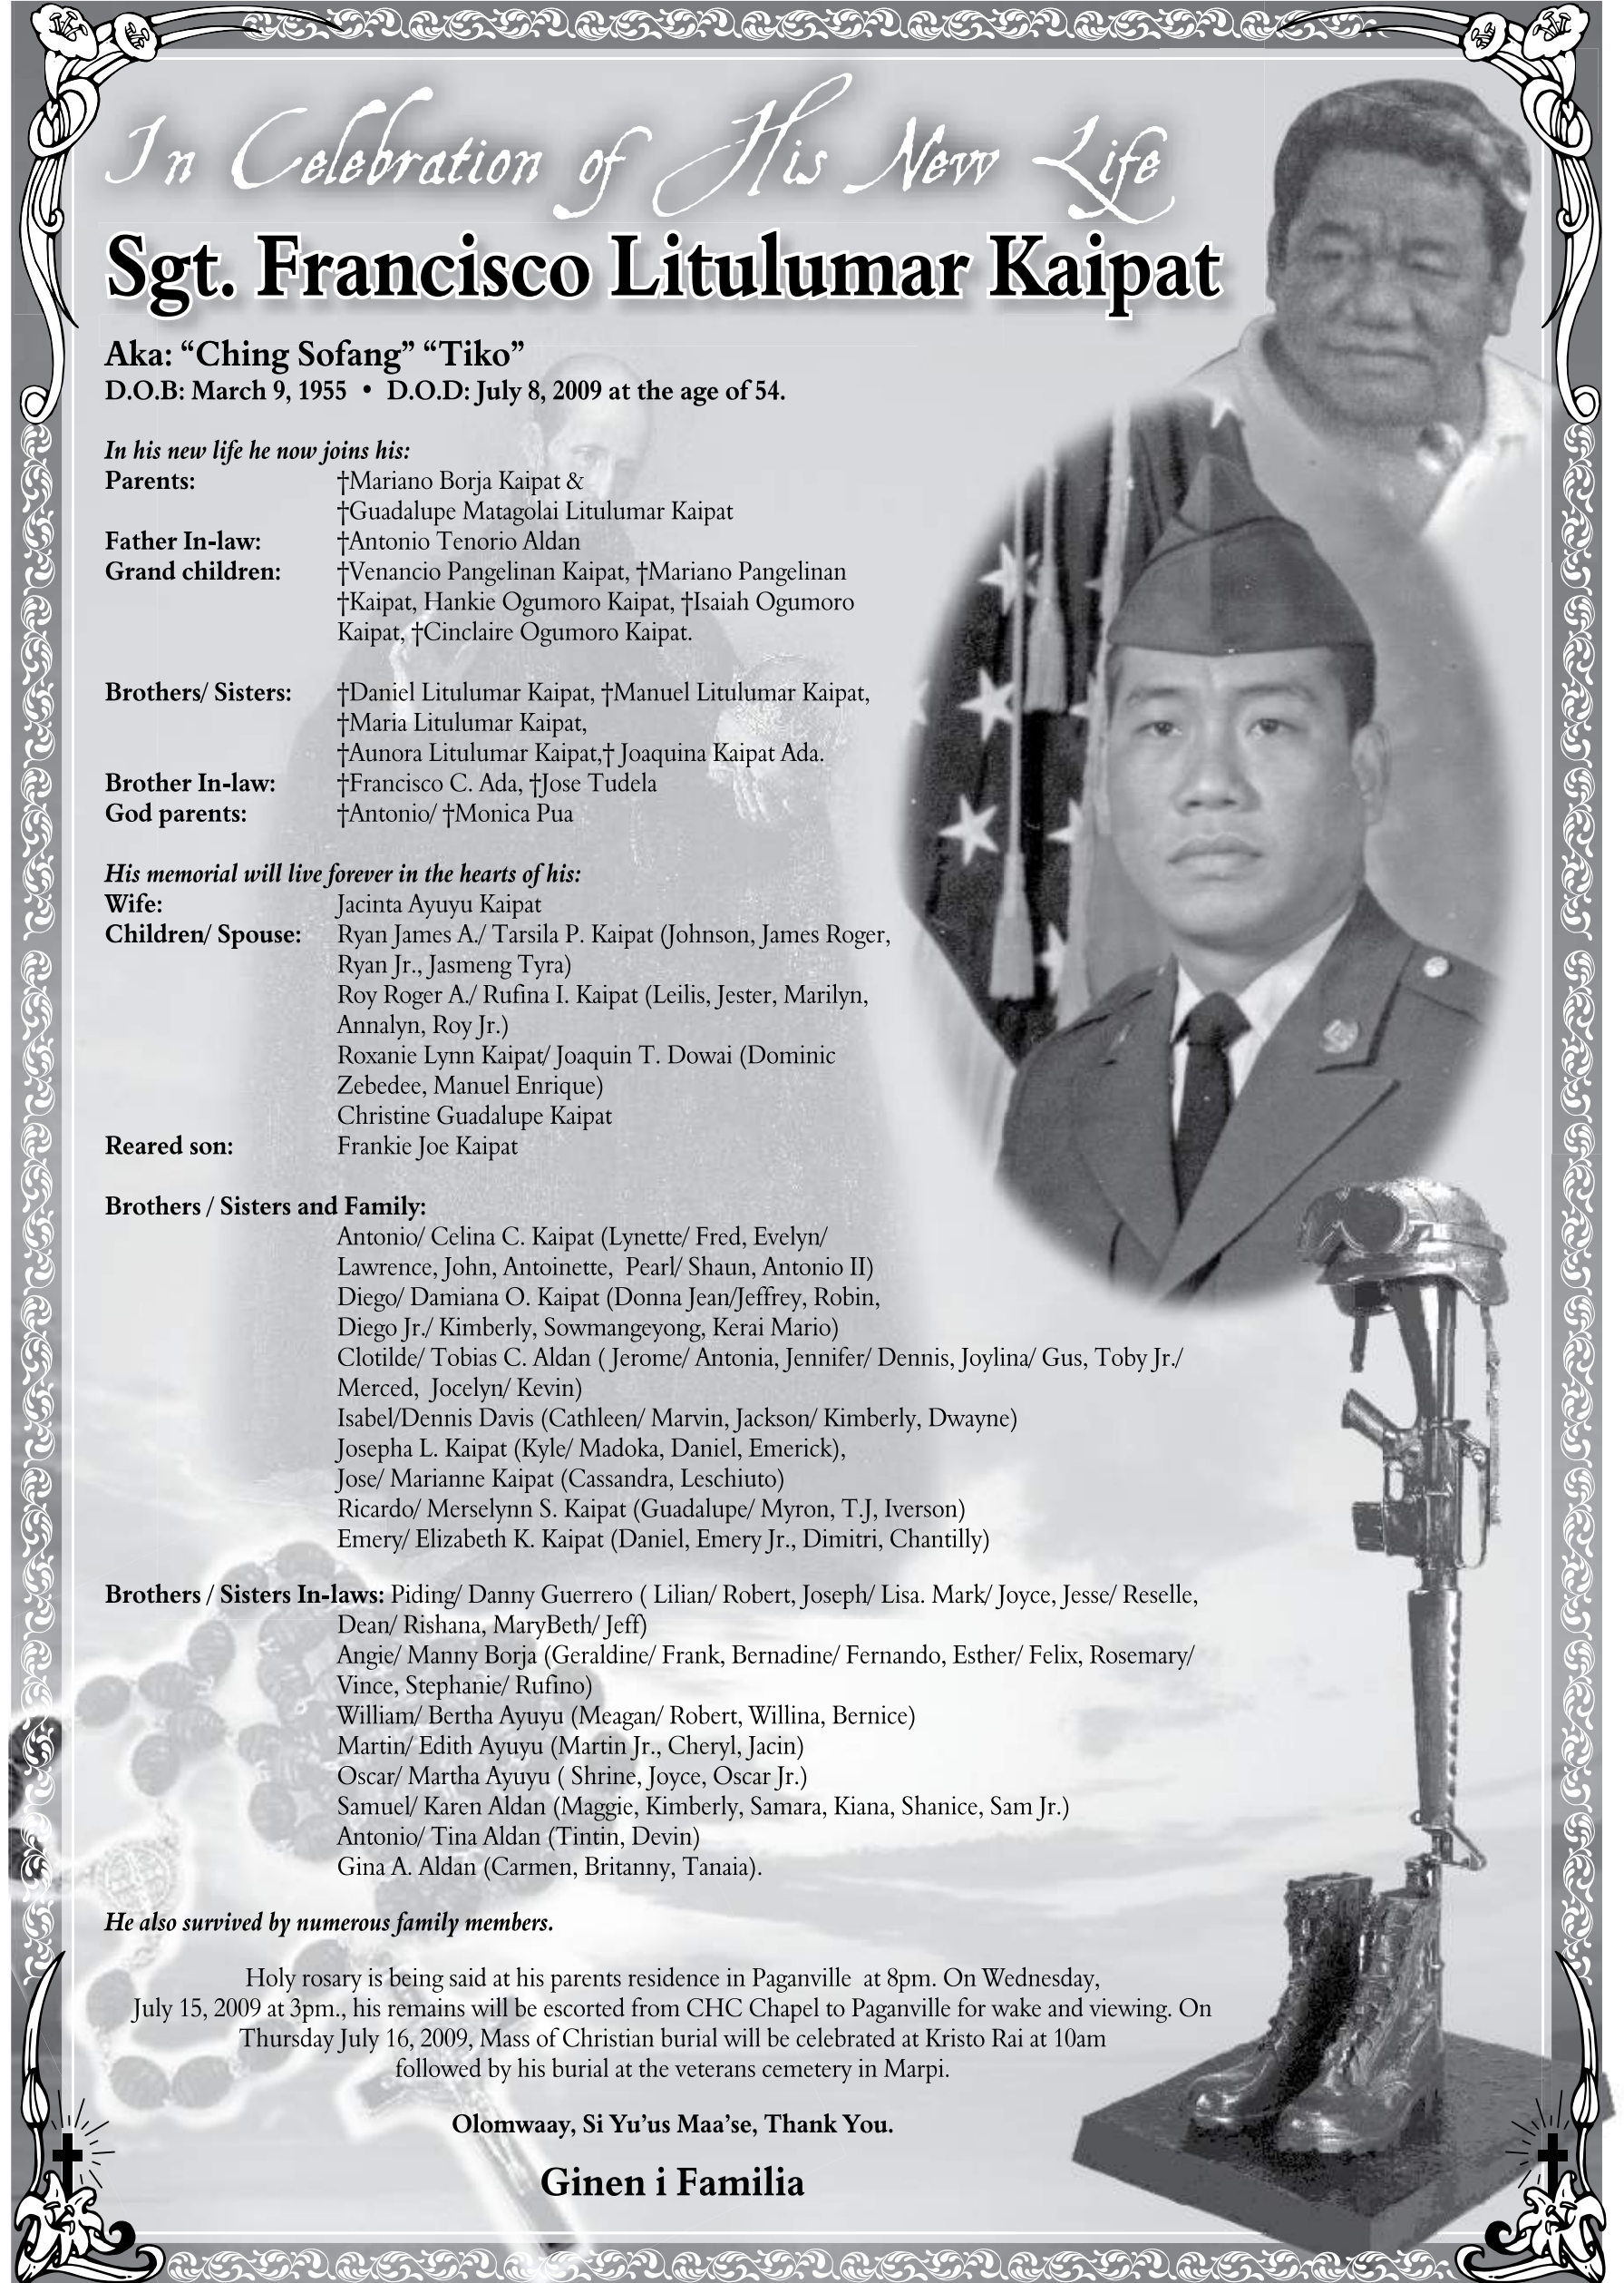 In Celebration of His New Life
Sgt. Francisco Litulumar Kaipat
Aka: “Ching Sofang” “Tiko”
D.O.B: March 9, 1955 • D.O.D: July 8, 2009 at the age of 54.
In his new life he now joins his:
Parents: †Mariano Borja Kaipat &
†Guadalupe Matagolai Litulumar Kaipat
Father In-law: †Antonio Tenorio Aldan
Grand children: †Venancio Pangelinan Kaipat, †Mariano Pangelinan
†Kaipat, Hankie Ogumoro Kaipat, †Isaiah Ogumoro
Kaipat, †Cinclaire Ogumoro Kaipat.
Brothers/ Sisters: †Daniel Litulumar Kaipat, †Manuel Litulumar Kaipat,
†Maria Litulumar Kaipat,
†Aunora Litulumar Kaipat,† Joaquina Kaipat Ada.
Brother In-law: †Francisco C. Ada, †Jose Tudela
God parents: †Antonio/ †Monica Pua
His memorial will live forever in the hearts of his:
Wife: Jacinta Ayuyu Kaipat
Children/ Spouse: Ryan James A./ Tarsila P. Kaipat (Johnson, James Roger,
Ryan Jr., Jasmeng Tyra)
Roy Roger A./ Rufina I. Kaipat (Leilis, Jester, Marilyn,
Annalyn, Roy Jr.)
Roxanie Lynn Kaipat/ Joaquin T. Dowai (Dominic
Zebedee, Manuel Enrique)
Christine Guadalupe Kaipat
Reared son: Frankie Joe Kaipat
Brothers / Sisters and Family:
Antonio/ Celina C. Kaipat (Lynette/ Fred, Evelyn/
Lawrence, John, Antoinette, Pearl/ Shaun, Antonio II)
Diego/ Damiana O. Kaipat (Donna Jean/Jeffrey, Robin,
Diego Jr./ Kimberly, Sowmangeyong, Kerai Mario)
Clotilde/ Tobias C. Aldan ( Jerome/ Antonia, Jennifer/ Dennis, Joylina/ Gus, Toby Jr./
Merced, Jocelyn/ Kevin)
Isabel/Dennis Davis (Cathleen/ Marvin, Jackson/ Kimberly, Dwayne)
Josepha L. Kaipat (Kyle/ Madoka, Daniel, Emerick),
Jose/ Marianne Kaipat (Cassandra, Leschiuto)
Ricardo/ Merselynn S. Kaipat (Guadalupe/ Myron, T.J, Iverson)
Emery/ Elizabeth K. Kaipat (Daniel, Emery Jr., Dimitri, Chantilly)
Brothers / Sisters In-laws: Piding/ Danny Guerrero ( Lilian/ Robert, Joseph/ Lisa. Mark/ Joyce, Jesse/ Reselle,
Dean/ Rishana, MaryBeth/ Jeff)
Angie/ Manny Borja (Geraldine/ Frank, Bernadine/ Fernando, Esther/ Felix, Rosemary/
Vince, Stephanie/ Rufino)
William/ Bertha Ayuyu (Meagan/ Robert, Willina, Bernice)
Martin/ Edith Ayuyu (Martin Jr., Cheryl, Jacin)
Oscar/ Martha Ayuyu ( Shrine, Joyce, Oscar Jr.)
Samuel/ Karen Aldan (Maggie, Kimberly, Samara, Kiana, Shanice, Sam Jr.)
Antonio/ Tina Aldan (Tintin, Devin)
Gina A. Aldan (Carmen, Britanny, Tanaia).
He also survived by numerous family members.
Holy rosary is being said at his parents residence in Paganville at 8pm. On Wednesday,
July 15, 2009 at 3pm., his remains will be escorted from CHC Chapel to Paganville for wake and viewing. On
Thursday July 16, 2009, Mass of Christian burial will be celebrated at Kristo Rai at 10am
followed by his burial at the veterans cemetery in Marpi.
Olomwaay, Si Yu’us Maa’se, Thank You.
Ginen i Familia